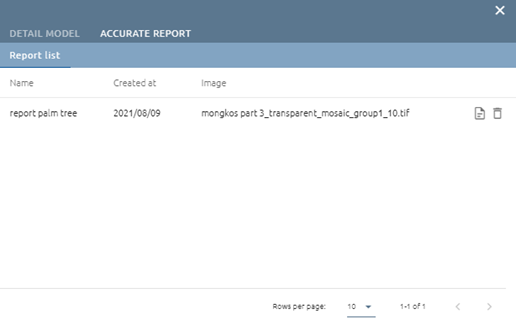 DETAIL MODEL ACCURATE REPORT
Report list
Name Created at Image
report palm tree 2021/08/09 mongkos part 3_transparent_mosaic_group1_10.tif
Rows per page: 10 1-1 of 1